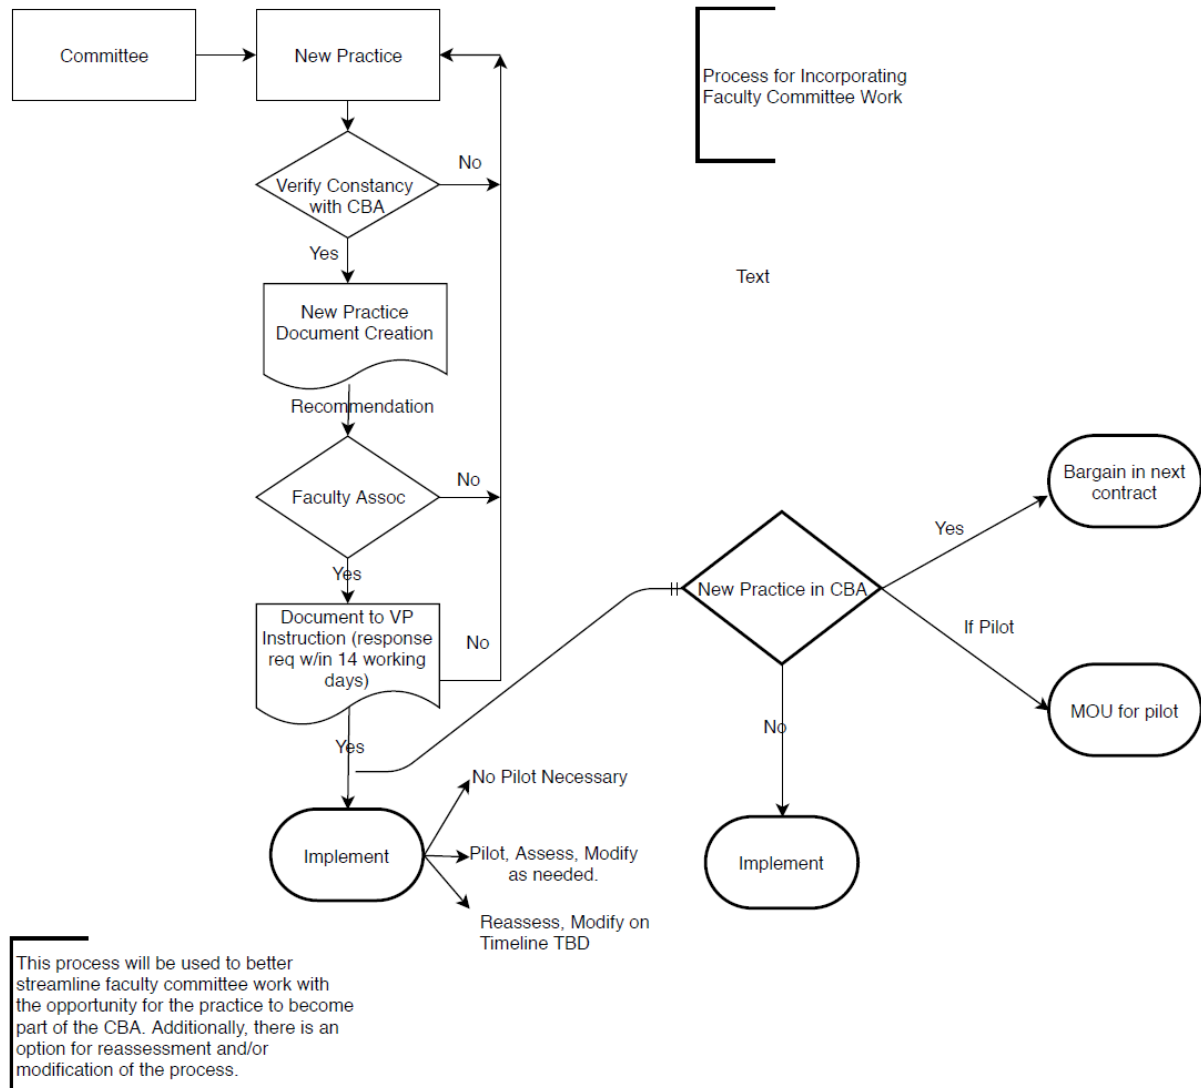 Committee
New Practice
Process for Incorporating
Faculty Committee Work
No
Verify Constancy
with CBA
Yes
Text
New Practice
Document Creation
Recommendation
Faculty Assoc
No
Yes
Document to VP
Instruction (response
req w/in 14 working
days)
No
Yes
Implement
No Pilot Necessary
Pilot, Assess, Modify
as needed.
Reassess, Modify on
Timeline TBD
New Practice in CBA
Yes
Bargain in next
contract
If Pilot
MOU for pilot
No
Implement
This process will be used to better
streamline faculty committee work with
the opportunity for the practice to become
part of the CBA. Additionally, there is an
option for reassessment and/or
modification of the process.